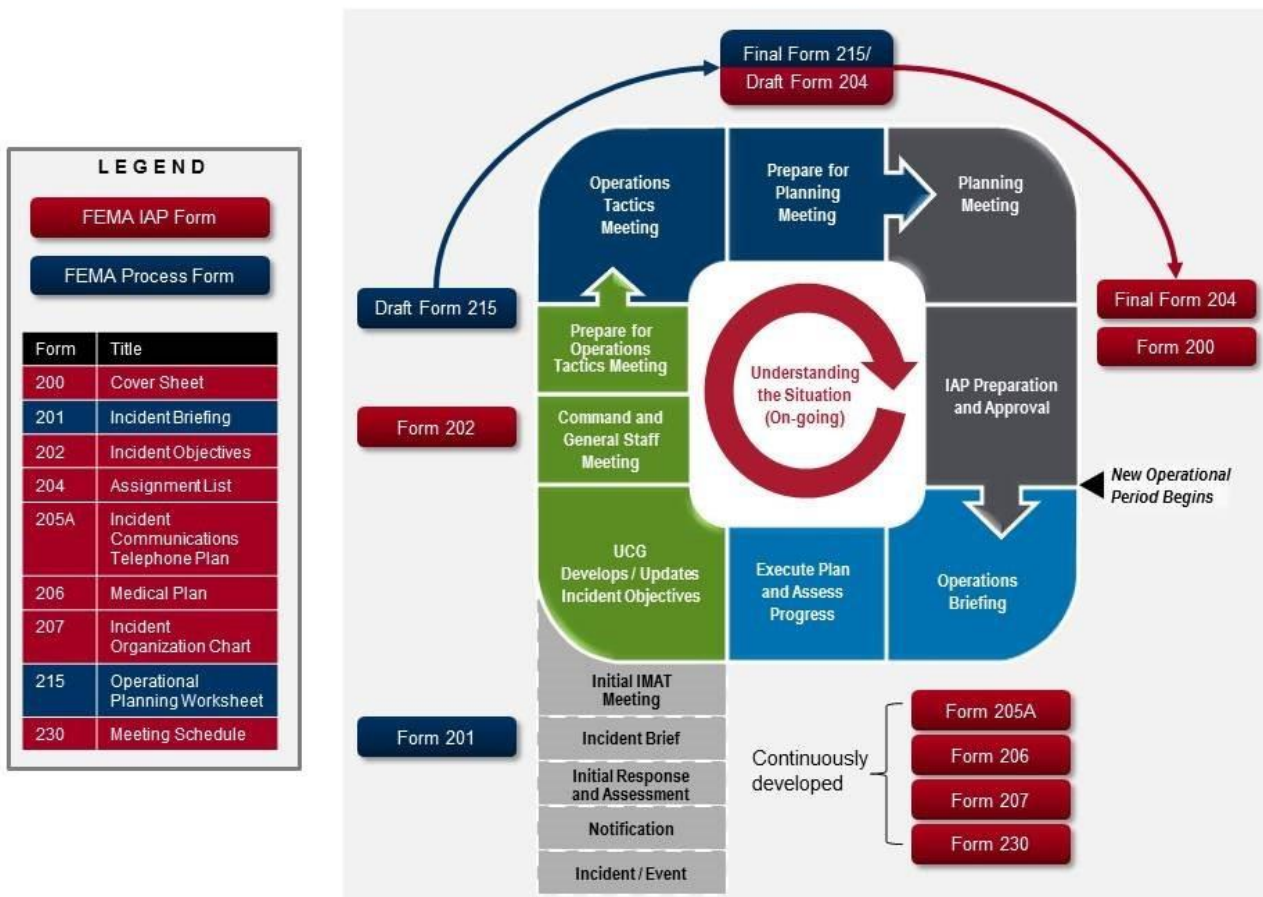 LEGEND
FEMA IAP Form
FEMA Process Form
Form Title
200 Cover Sheet
201 Incident Briefing
202 Incident Objectives
204 Assignment List
205A Incident
Communications
Telephone Plan
206 Medical Plan
207 Incident
Organization Chart
215 Operational
Planning Worksheet
230 Meeting Schedule
Final Form 215/
Draft Form 204
Operations
Tactics
Meeting
Prepare for
Planning
Meeting
Planning
Meeting
Draft Form 215
Final Form 204
Form 200
Prepare for
Operations
Tactics Meeting
Understanding
the Situation
(On-going)
IAP Preparation
and Approval
Form 202
Command and
General Staff
Meeting
New Operational
Period Begins
UCG
Develops / Updates
Incident Objectives
Execute Plan
and Assess
Progress
Operations
Briefing
Initial IMAT
Meeting
Form 201
Incident Brief
Initial Response
and Assessment
Notification
Incident / Event
Continuously
developed
Form 205A
Form 206
Form 207
Form 230